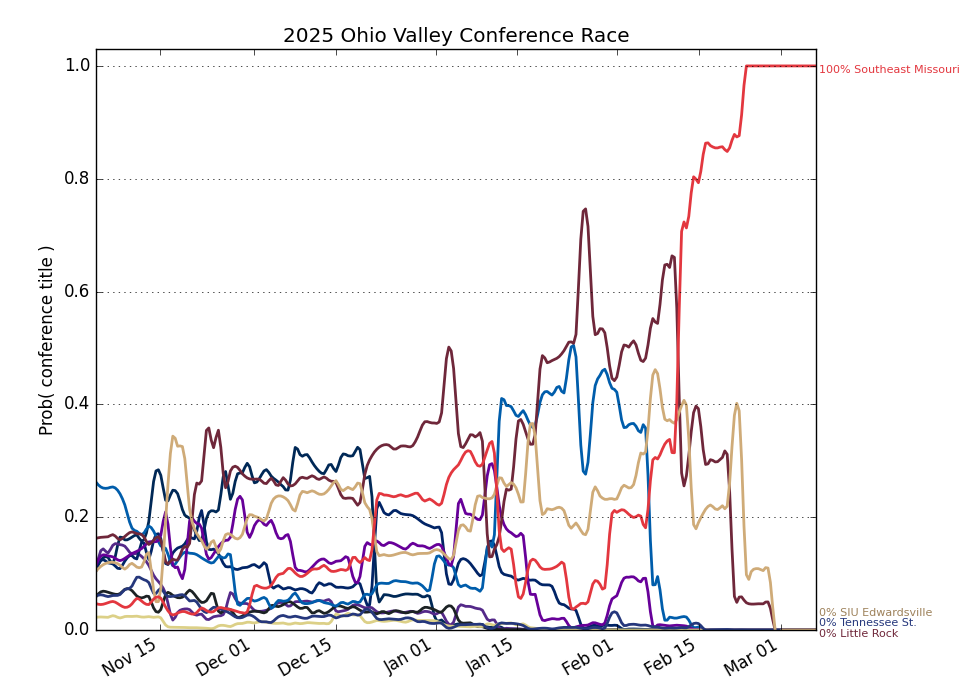 2025 Ohio Valley Conference Race
Prob( conference title )
1.0
0.8
0.6
0.4
0.2
0.0
Nov 15
Dec 01
Dec 15
Jan 01
Jan 15
Feb 01
Feb 15
Mar 01
100% Southeast Missouri
0% SIU Edwardsville
0% Tennessee St.
0% Little Rock